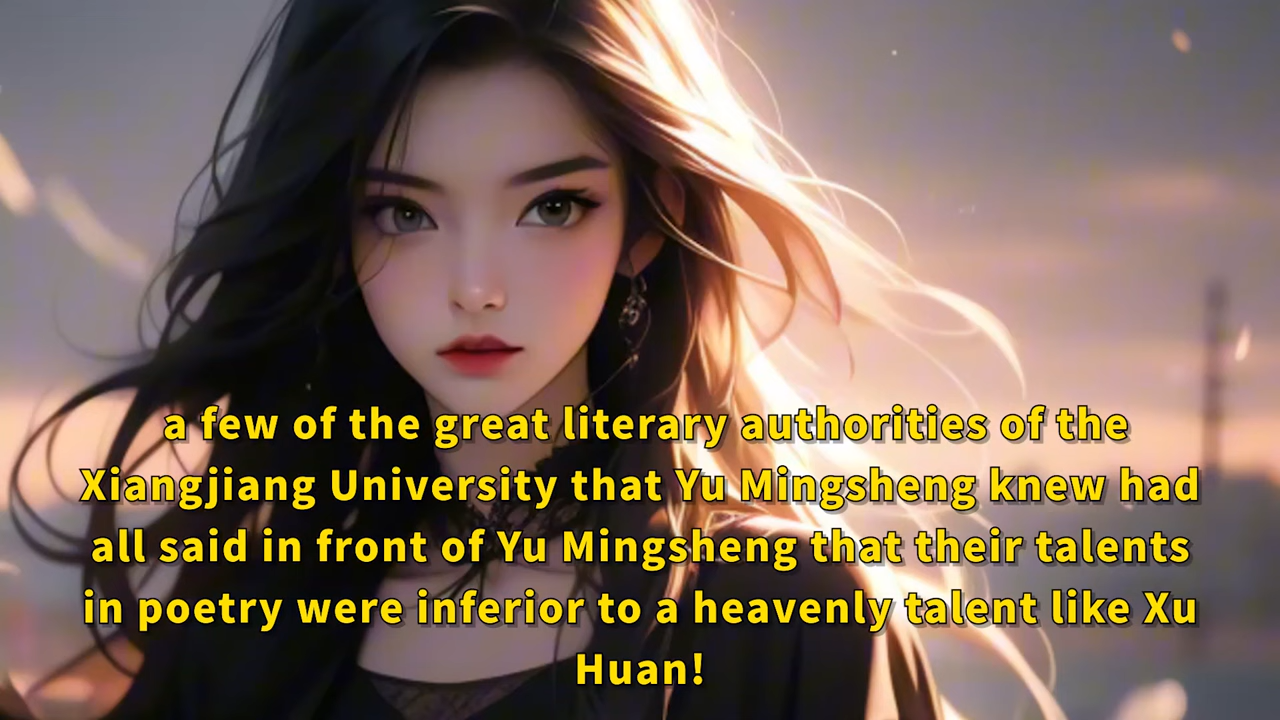 a few of the great literary authorities of the
Xiangjiang University that Yu Mingsheng knew had
all said in front of Yu Mingsheng that their talents
in poetry were inferior to a heavenly talent like Xu
Huan!